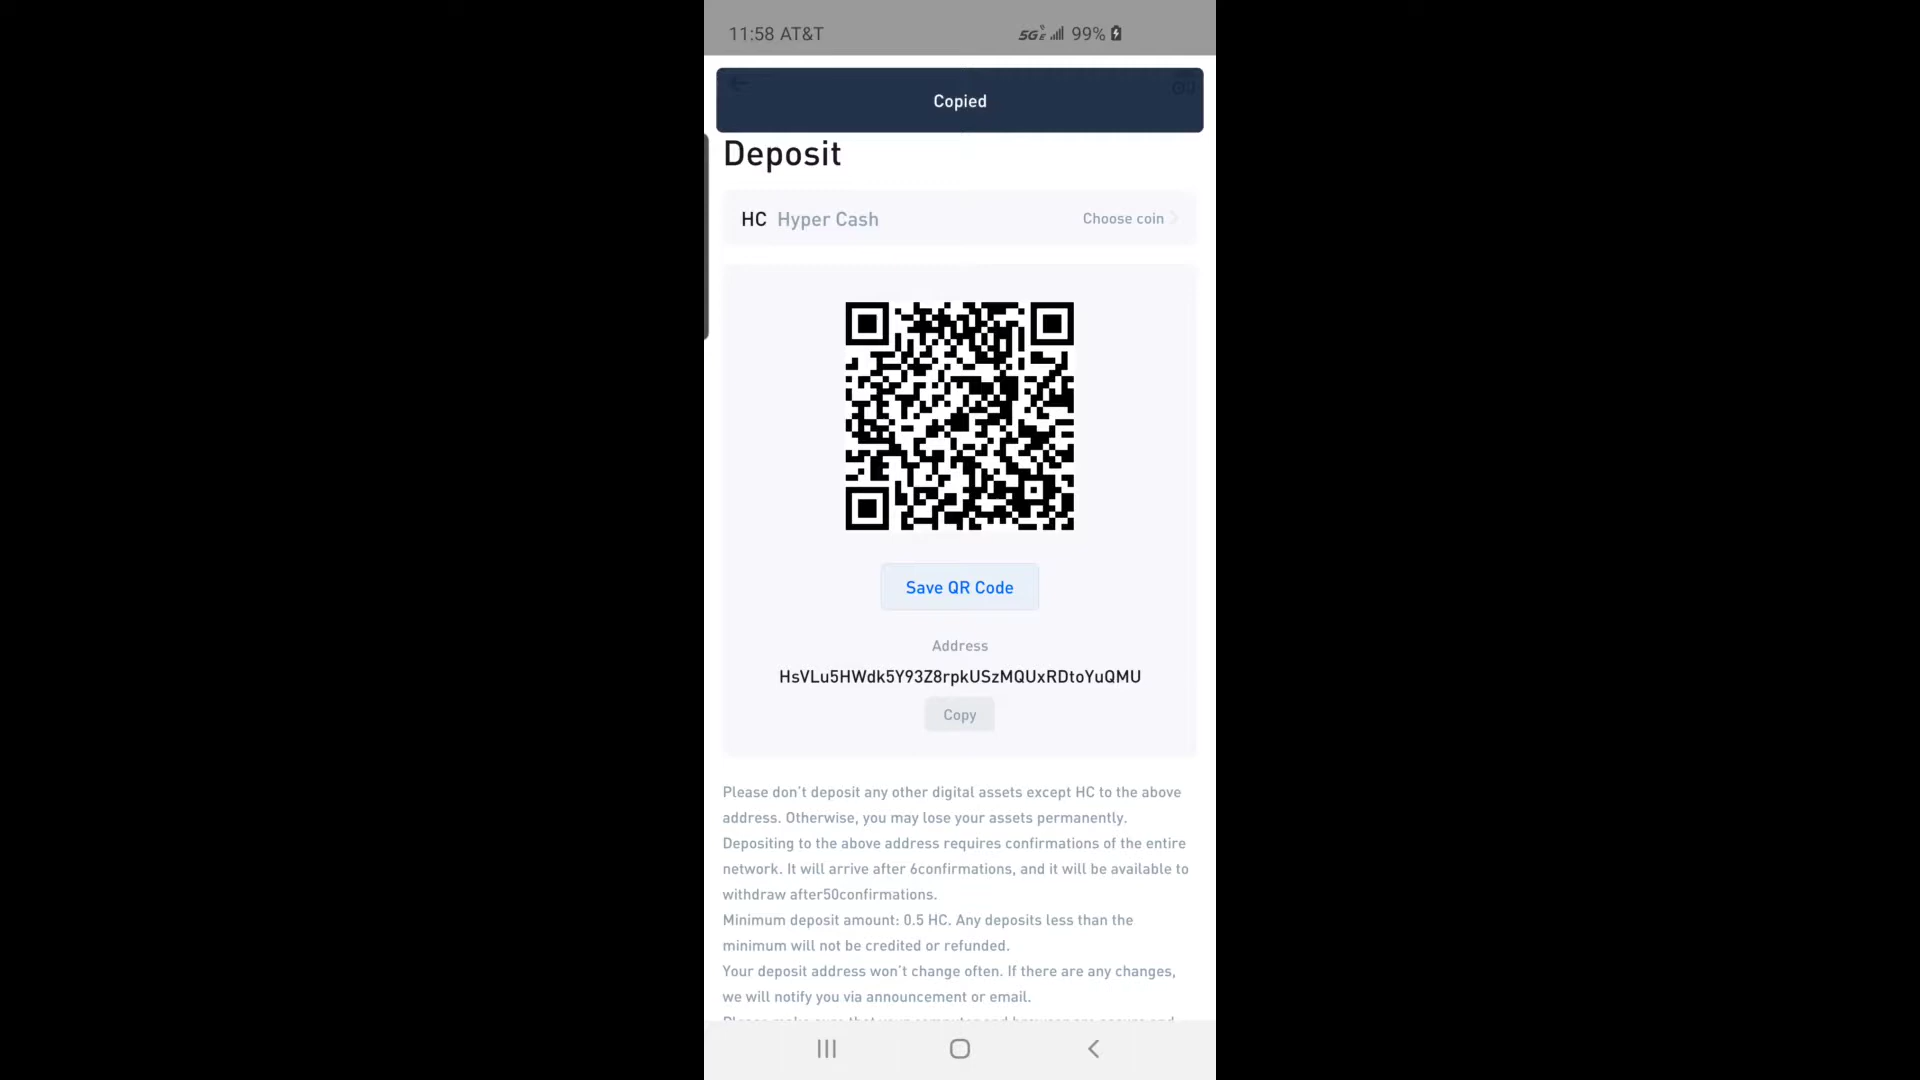 11:58 AT&T 99%
Copied
Deposit
HC Hyper Cash Choose coin
Save QR Code
Address
HsVLu5HWdk5Y93Z8rpkUSzMQUxRDtoYuQMU
Copy
Please don't deposit any other digital assets except HC to the above
address. Otherwise, you may lose your assets permanently.
Depositing to the above address requires confirmations of the entire
network. It will arrive after 6confirmations, and it will be available to
withdraw after50confirmations.
Minimum deposit amount: 0.5 HC. Any deposits less than the
minimum will not be credited or refunded.
Your deposit address won't change often. If there are any changes,
we will notify you via announcement or email.